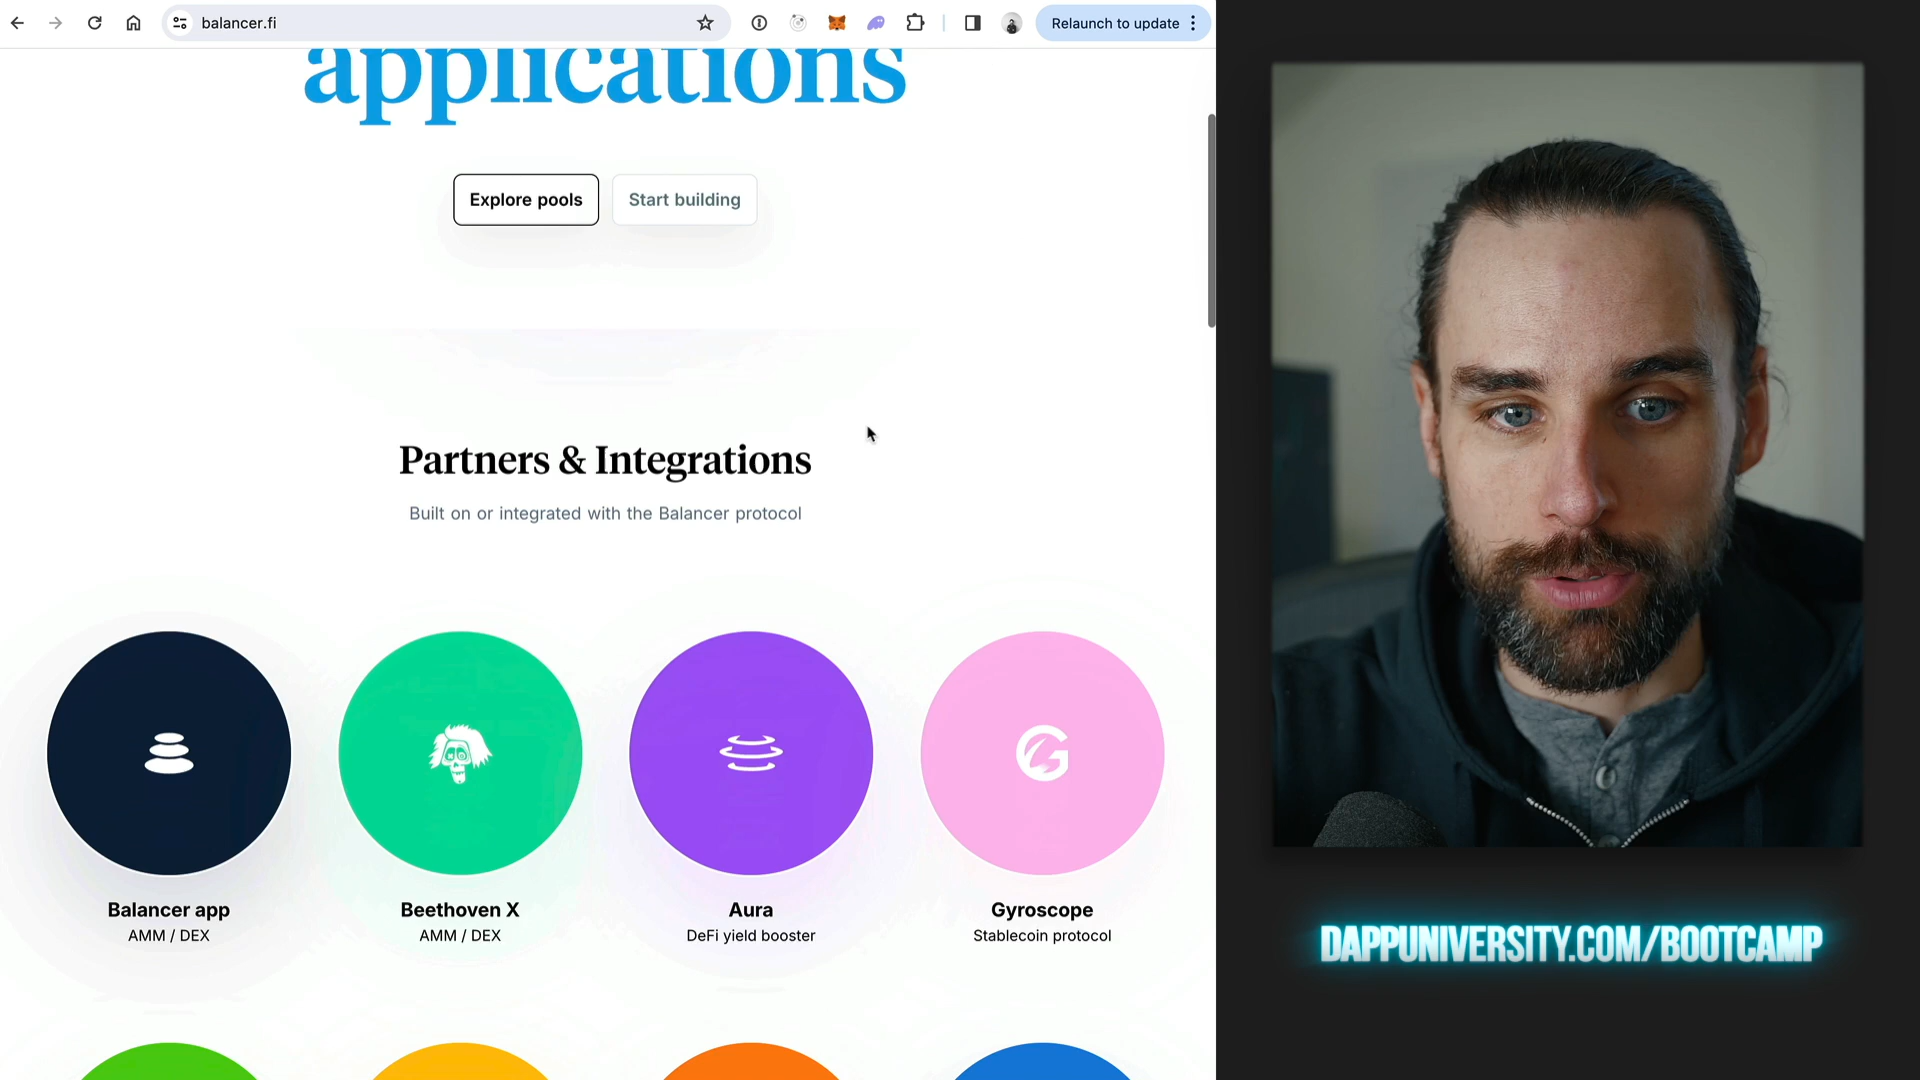 balancer.fi
Relaunch to update
applications
Explore pools
Start building
Partners & Integrations
Built on or integrated with the Balancer protocol
Balancer app
AMM / DEX
Beethoven X
AMM / DEX
Aura
DeFi yield booster
Gyroscope
Stablecoin protocol
DAPPUNIVERSITY.COM/BOOTCAMP